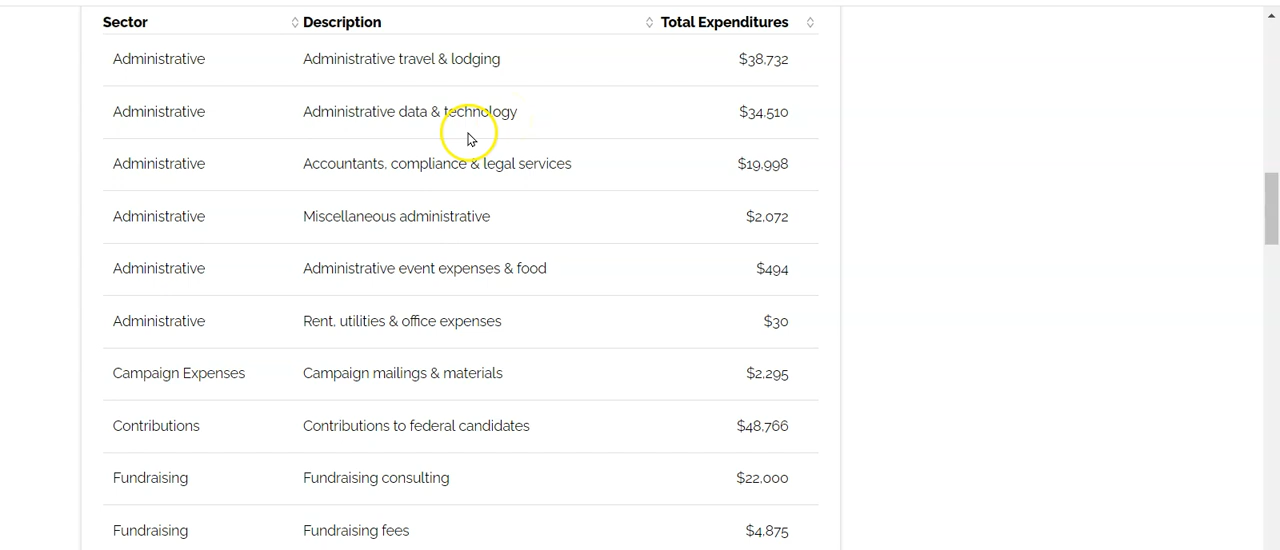 Sector Description Total Expenditures
Administrative Administrative travel & lodging $38,732
Administrative Administrative data & technology $34,510
Administrative Accountants, compliance & legal services $19,998
Administrative Miscellaneous administrative $2,072
Administrative Administrative event expenses & food $494
Administrative Rent, utilities & office expenses $30
Campaign Expenses Campaign mailings & materials $2,295
Contributions Contributions to federal candidates $48,766
Fundraising Fundraising consulting $22,000
Fundraising Fundraising fees $4,875